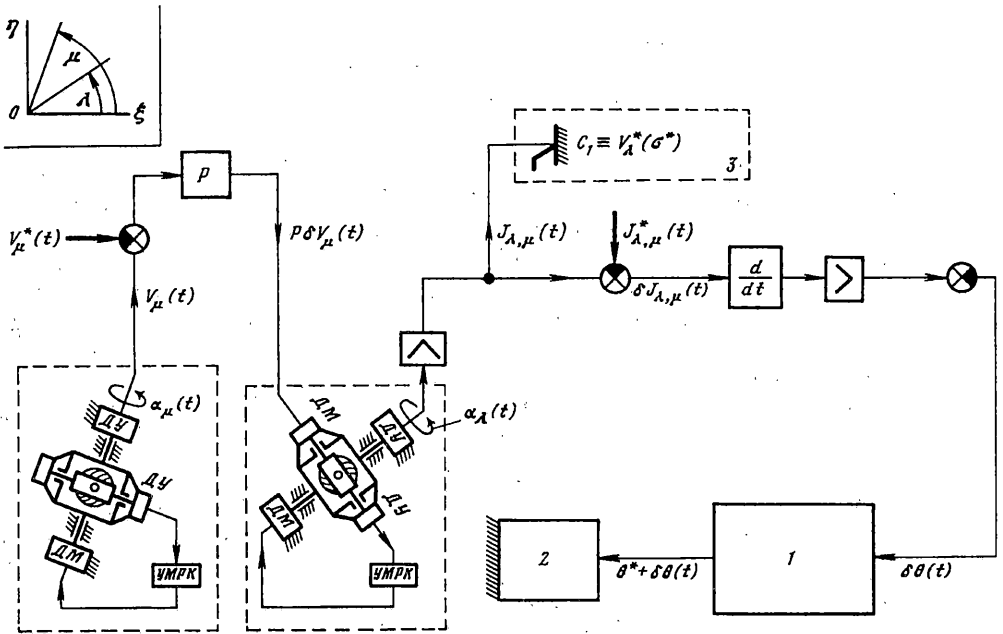 η
μ
λ
0
ξ
C₁ ≡ V*λ(σ*)
3
P
V*μ(t)
PδVμ(t)
Jλ,μ(t)
J*λ,μ(t)
δJλ,μ(t)
d/dt
>
Vμ(t)
αμ(t)
ДУ
ДУ
ДМ
УМРК
ДМ
ДУ
αλ(t)
ДУ
ДМ
УМРК
2
θ*+δθ(t)
1
δθ(t)